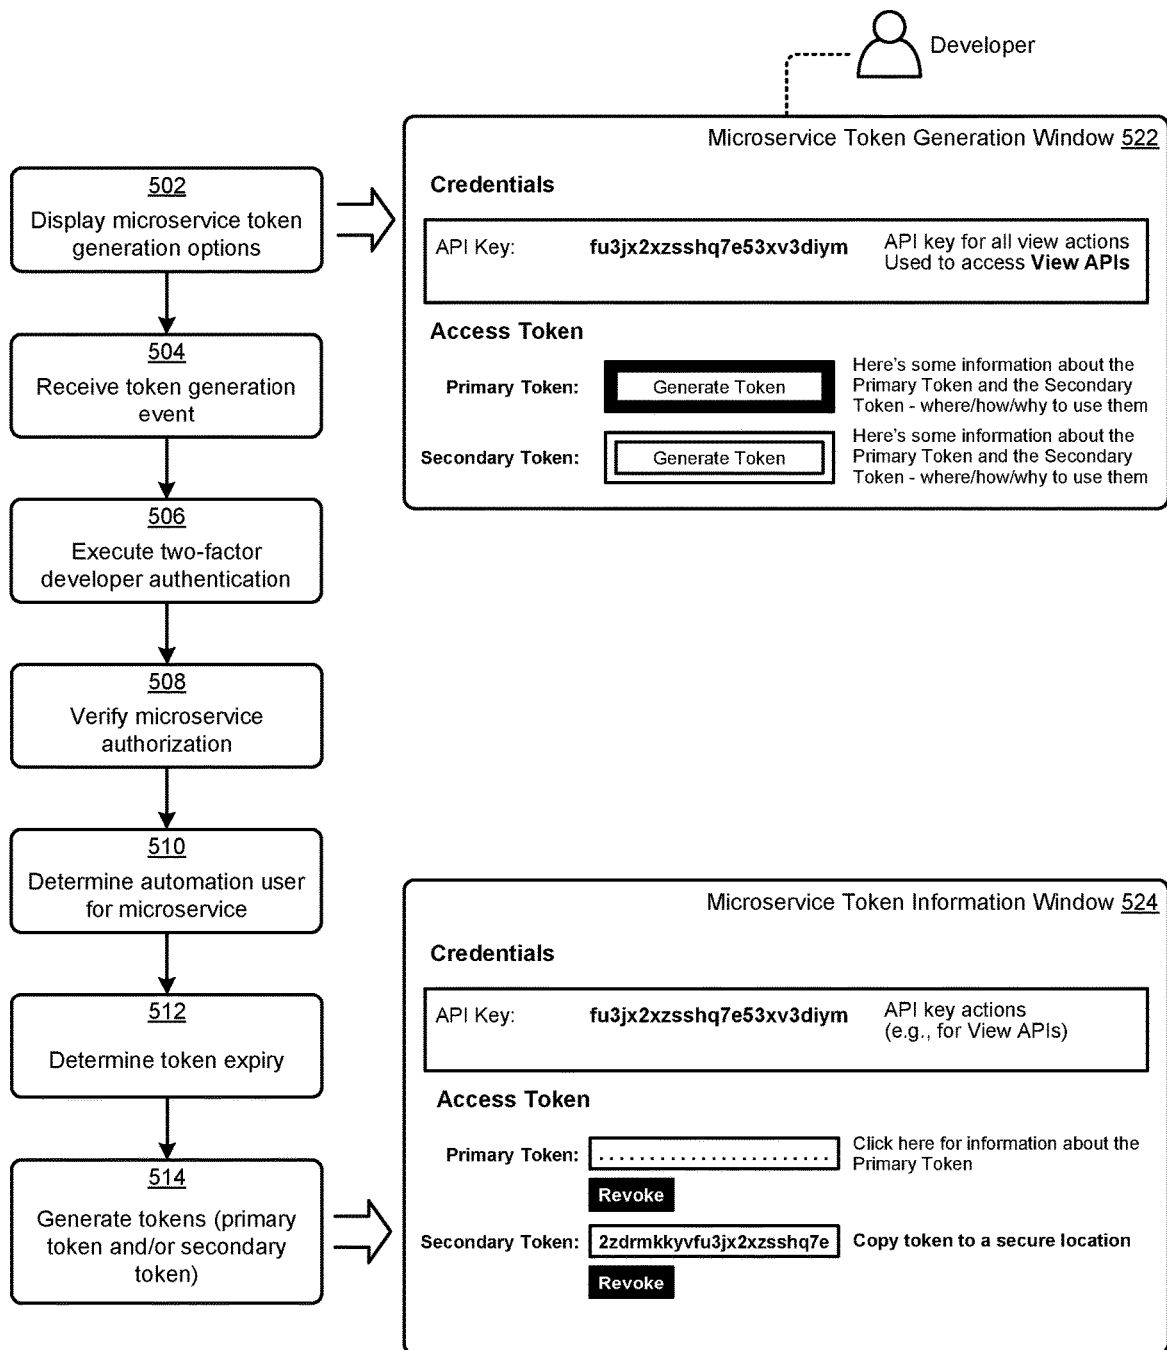 Developer
502
Display microservice token
generation options
504
Receive token generation
event
506
Execute two-factor
developer authentication
508
Verify microservice
authorization
510
Determine automation user
for microservice
512
Determine token expiry
514
Generate tokens (primary
token and/or secondary
token)
Microservice Token Generation Window 522
Credentials
API Key: fu3jx2xzsshq7e53xv3diym API key for all view actions
Used to access View APIs
Access Token
Primary Token: Generate Token
Here's some information about the
Primary Token and the Secondary
Token - where/how/why to use them
Secondary Token: Generate Token
Here's some information about the
Primary Token and the Secondary
Token - where/how/why to use them
Microservice Token Information Window 524
Credentials
API Key: fu3jx2xzsshq7e53xv3diym API key actions
(e.g., for View APIs)
Access Token
Primary Token: . . . . . . . . . . . . . . . . . . . . . . . Click here for information about the
Primary Token
Revoke
Secondary Token: 2zdrmkkyvfu3jx2xzsshq7e Copy token to a secure location
Revoke